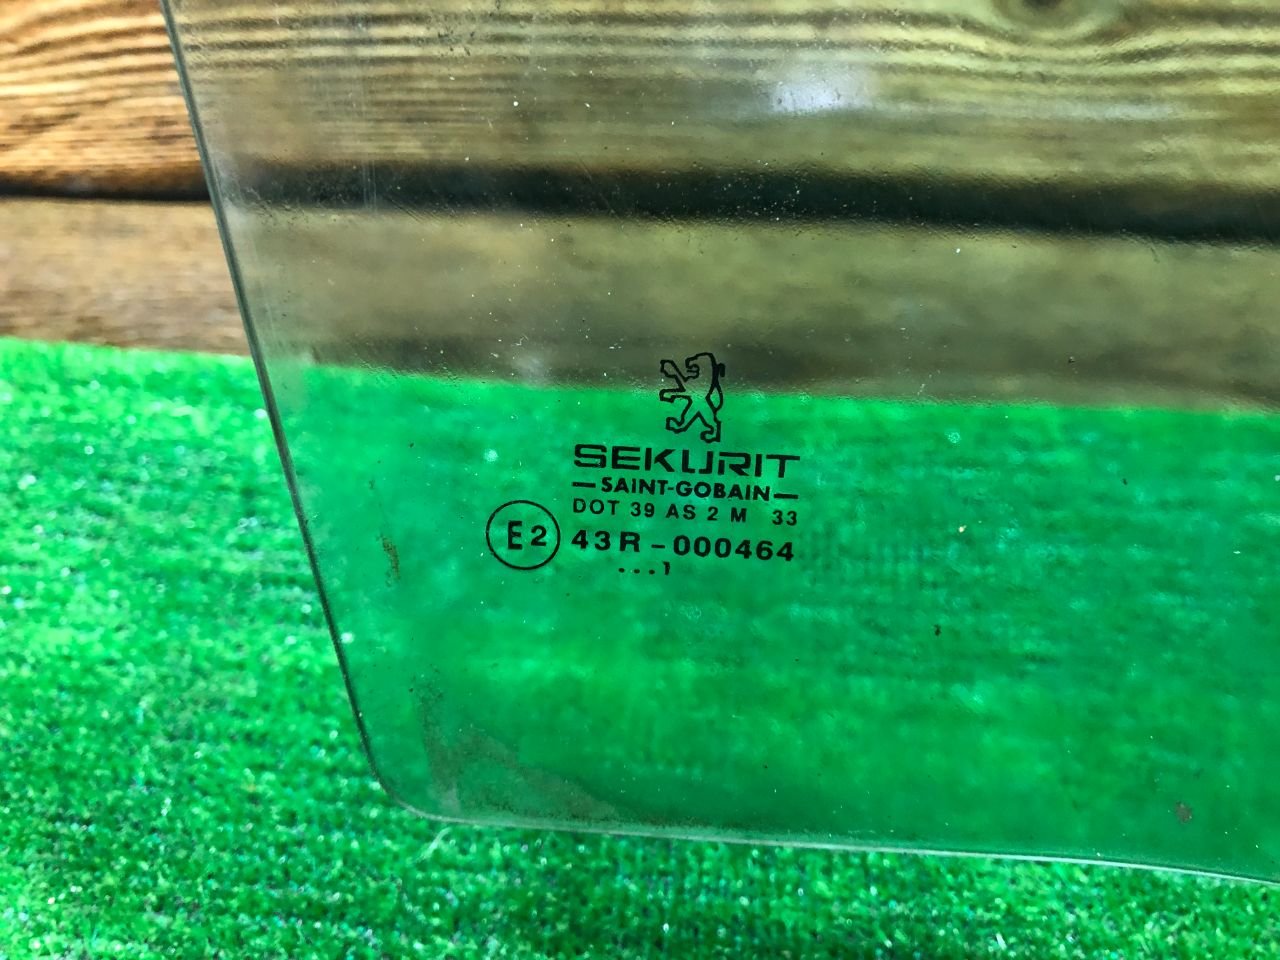 SEKURIT
SAINT-GOBAIN
DOT 39 AS 2 M 33
E2 43R-000464
...1